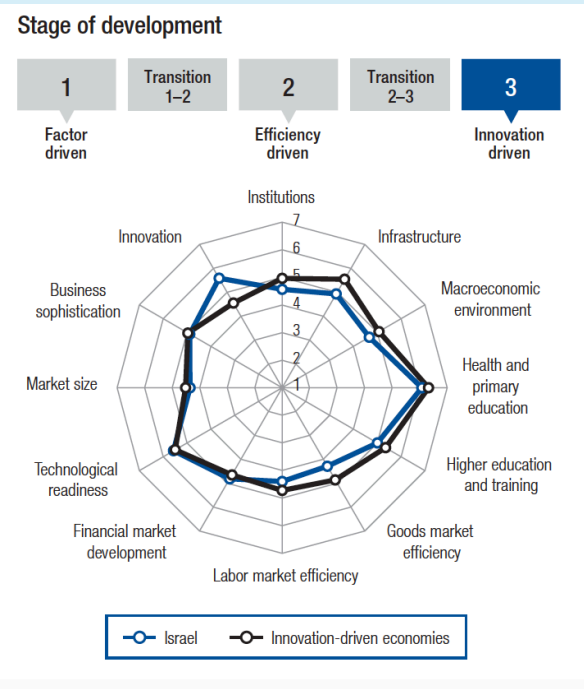 Stage of development
1
Transition
1–2
2
Transition
2–3
3
Factor
driven
Efficiency
driven
Innovation
driven
Institutions
Infrastructure
Macroeconomic
environment
Health and
primary
education
Higher education
and training
Goods market
efficiency
Labor market efficiency
Financial market
development
Technological
readiness
Market size
Business
sophistication
Innovation
7
6
5
4
3
2
1
Israel
Innovation-driven economies